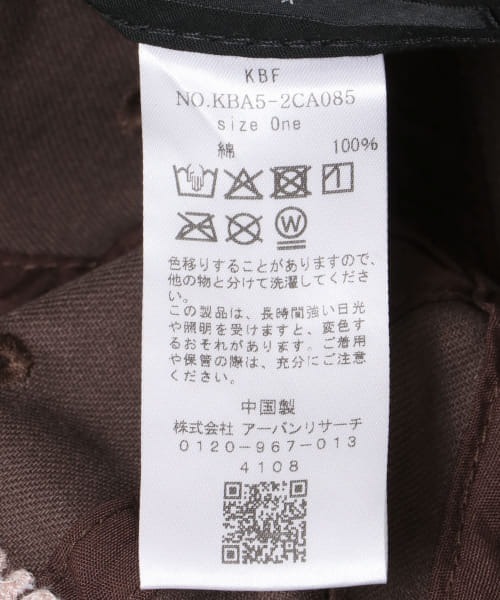 KBF
NO.KBA5-2CA085
size One
綿 100%
色移りすることがありますので、
他の物と分けて洗濯してくださ
い。
この製品は、長時間強い日光
や照明を受けますと、変色す
るおそれがあります。ご着用
や保管の際は、充分にご注意
ください。
中国製
株式会社 アーバンリサーチ
0120-967-013
4108